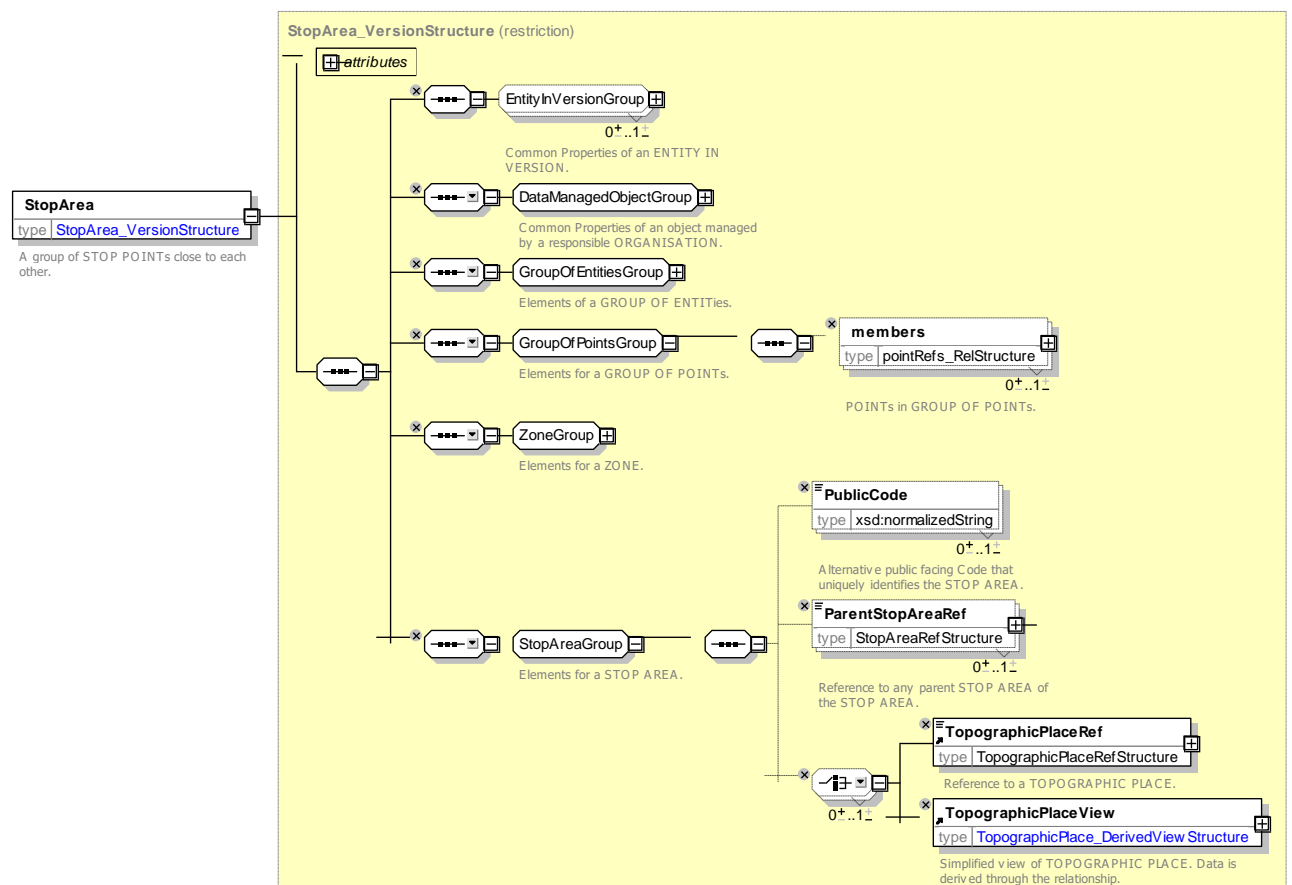 StopArea_VersionStructure (restriction)
attributes
EntityInVersionGroup
0..1
Common Properties of an ENTITY IN
VERSION.
StopArea
type StopArea_VersionStructure
A group of STOP POINTs close to each
other.
DataManagedObjectGroup
Common Properties of an object managed
by a responsible ORGANISATION.
GroupOfEntitiesGroup
Elements of a GROUP OF ENTITies.
GroupOfPointsGroup
Elements for a GROUP OF POINTs.
members
type pointRefs_RelStructure
0..1
POINTs in GROUP OF POINTs.
ZoneGroup
Elements for a ZONE.
PublicCode
type xsd:normalizedString
0..1
Alternative public facing Code that
uniquely identifies the STOP AREA.
StopAreaGroup
Elements for a STOP AREA.
ParentStopAreaRef
type StopAreaRefStructure
0..1
Reference to any parent STOP AREA of
the STOP AREA.
0..1
TopographicPlaceRef
type TopographicPlaceRefStructure
Reference to a TOPOGRAPHIC PLACE.
TopographicPlaceView
type TopographicPlace_DerivedViewStructure
Simplified view of TOPOGRAPHIC PLACE. Data is
derived through the relationship.